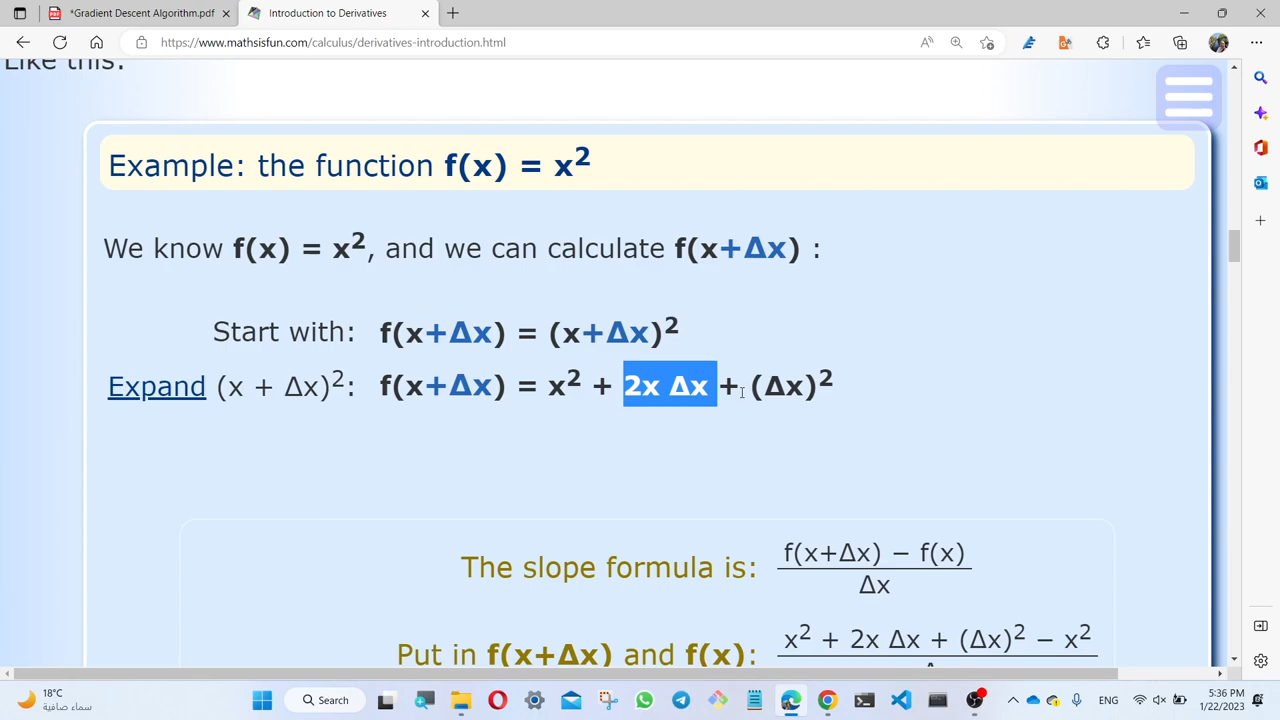 *Gradient Descent Algorithm.pdf
Introduction to Derivatives
https://www.mathsisfun.com/calculus/derivatives-introduction.html
Like this:
Example: the function f(x) = x²
We know f(x) = x², and we can calculate f(x+Δx) :
Start with: f(x+Δx) = (x+Δx)²
Expand (x + Δx)²: f(x+Δx) = x² + 2x Δx + (Δx)²
The slope formula is: f(x+Δx) − f(x)
Δx
Put in f(x+Δx) and f(x): x² + 2x Δx + (Δx)² − x²
18°C
سماء صافية
Search
ENG
5:36 PM
1/22/2023